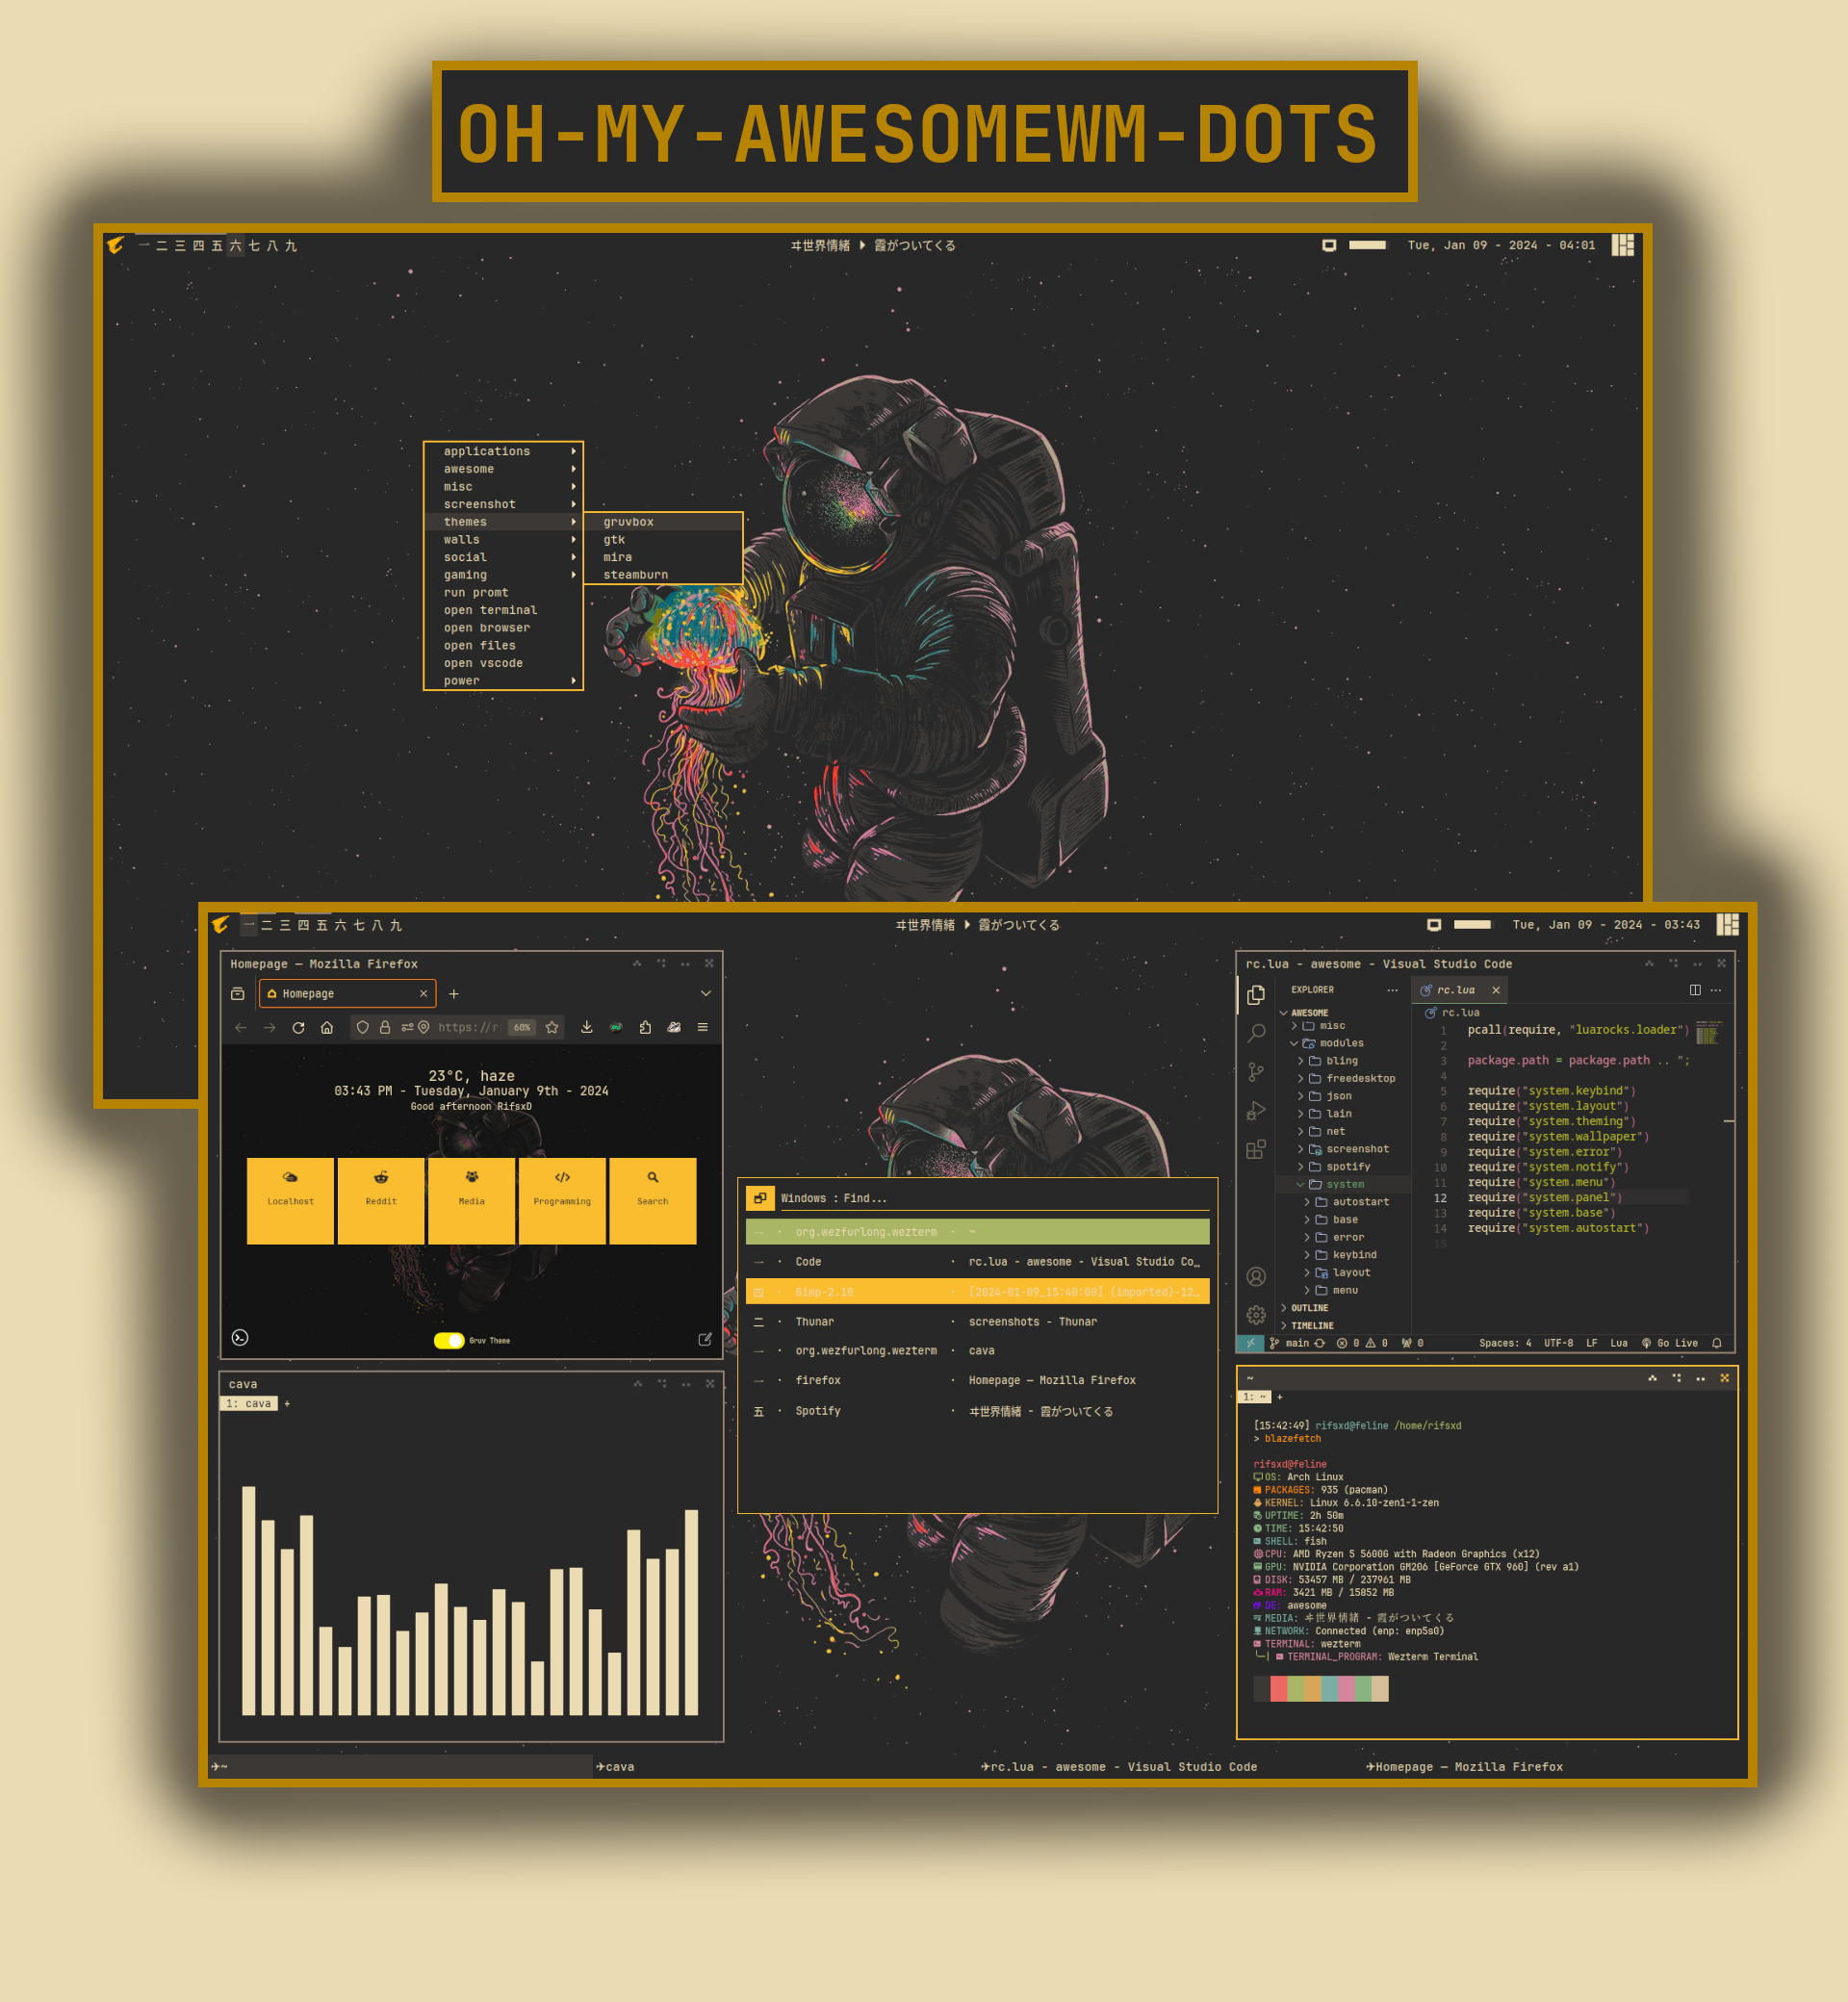 OH-MY-AWESOMEWM-DOTS
一 二 三 四 五 六 七 八 九
ヰ世界情緒 霞がついてくる
Tue, Jan 09 - 2024 - 04:01
applications
awesome
misc
screenshot
themes
walls
social
gaming
run promt
open terminal
open browser
open files
open vscode
power
gruvbox
gtk
mira
steamburn
一 二 三 四 五 六 七 八 九
ヰ世界情緒 霞がついてくる
Tue, Jan 09 - 2024 - 03:43
Homepage — Mozilla Firefox
Homepage
https://r
60%
23°C, haze
03:43 PM - Tuesday, January 9th - 2024
Good afternoon RifsxD
Localhost
Reddit
Media
Programming
Search
Gruv Theme
cava
1: cava +
Windows : Find...
一 · org.wezfurlong.wezterm · ~
一 · Code · rc.lua - awesome - Visual Studio Co…
四 · Gimp-2.10 · [2024-01-09_15:40:00] (imported)-12…
二 · Thunar · screenshots - Thunar
一 · org.wezfurlong.wezterm · cava
一 · firefox · Homepage — Mozilla Firefox
五 · Spotify · ヰ世界情緒 - 霞がついてくる
rc.lua - awesome - Visual Studio Code
EXPLORER
AWESOME
misc
modules
bling
freedesktop
json
lain
net
screenshot
spotify
system
autostart
base
error
keybind
layout
menu
OUTLINE
TIMELINE
rc.lua
rc.lua
1 pcall(require, "luarocks.loader")
2
3 package.path = package.path .. ";
4
5 require("system.keybind")
6 require("system.layout")
7 require("system.theming")
8 require("system.wallpaper")
9 require("system.error")
10 require("system.notify")
11 require("system.menu")
12 require("system.panel")
13 require("system.base")
14 require("system.autostart")
15
main 0 0 0 Spaces: 4 UTF-8 LF Lua Go Live
~
1: ~ +
[15:42:49] rifsxd@feline /home/rifsxd
> blazefetch
rifsxd@feline
OS: Arch Linux
PACKAGES: 935 (pacman)
KERNEL: Linux 6.6.10-zen1-1-zen
UPTIME: 2h 50m
TIME: 15:42:50
SHELL: fish
CPU: AMD Ryzen 5 5600G with Radeon Graphics (x12)
GPU: NVIDIA Corporation GM206 [GeForce GTX 960] (rev a1)
DISK: 53457 MB / 237961 MB
RAM: 3421 MB / 15852 MB
DE: awesome
MEDIA: ヰ世界情緒 - 霞がついてくる
NETWORK: Connected (enp: enp5s0)
TERMINAL: wezterm
TERMINAL_PROGRAM: Wezterm Terminal
✈~
✈cava
✈rc.lua - awesome - Visual Studio Code
✈Homepage — Mozilla Firefox